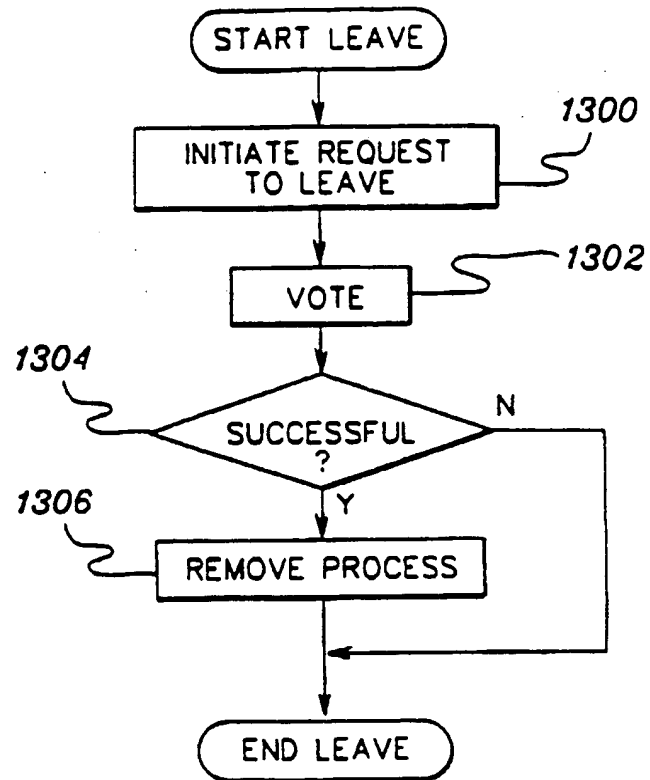 START LEAVE
1300
INITIATE REQUEST
TO LEAVE
1302
VOTE
1304
N
SUCCESSFUL
?
Y
1306
REMOVE PROCESS
END LEAVE